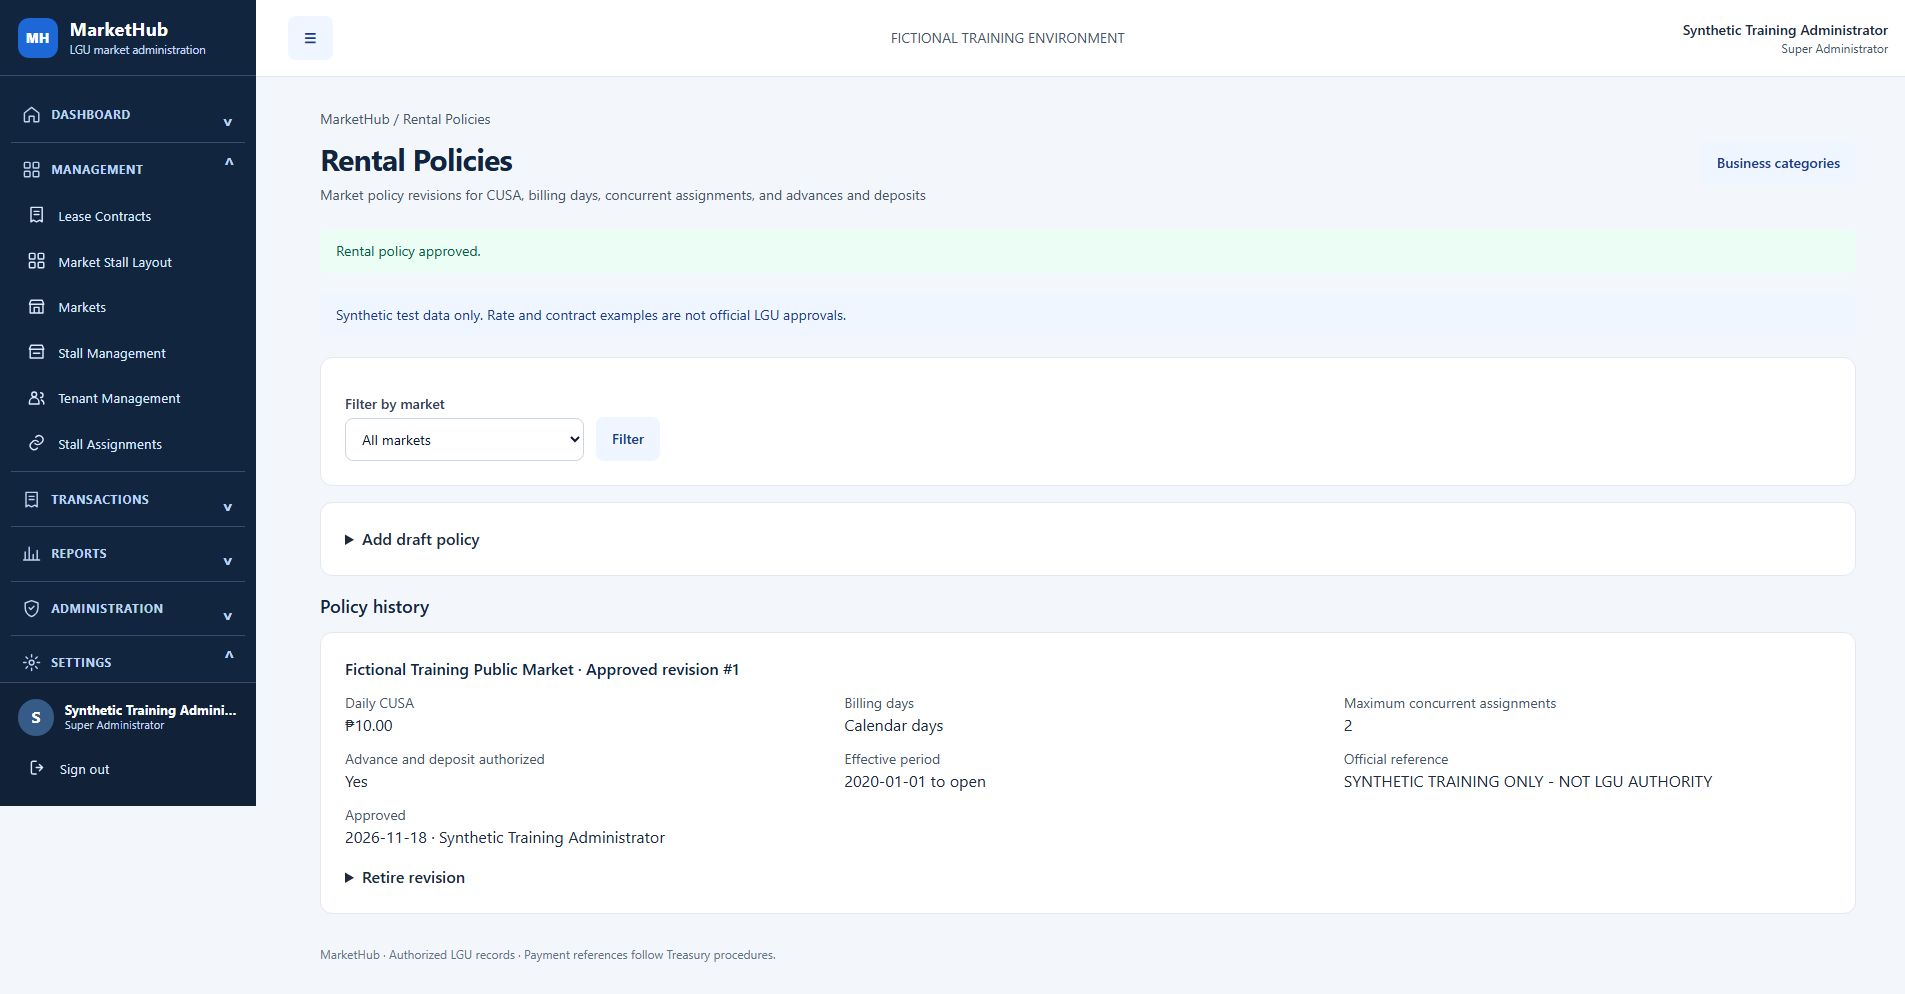 MH
MarketHub
LGU market administration
DASHBOARD
MANAGEMENT
Lease Contracts
Market Stall Layout
Markets
Stall Management
Tenant Management
Stall Assignments
TRANSACTIONS
REPORTS
ADMINISTRATION
SETTINGS
S
Synthetic Training Admini...
Super Administrator
Sign out
FICTIONAL TRAINING ENVIRONMENT
Synthetic Training Administrator
Super Administrator
MarketHub / Rental Policies
Rental Policies
Market policy revisions for CUSA, billing days, concurrent assignments, and advances and deposits
Business categories
Rental policy approved.
Synthetic test data only. Rate and contract examples are not official LGU approvals.
Filter by market
All markets
Filter
Add draft policy
Policy history
Fictional Training Public Market · Approved revision #1
Daily CUSA
₱10.00
Billing days
Calendar days
Maximum concurrent assignments
2
Advance and deposit authorized
Yes
Effective period
2020-01-01 to open
Official reference
SYNTHETIC TRAINING ONLY - NOT LGU AUTHORITY
Approved
2026-11-18 · Synthetic Training Administrator
Retire revision
MarketHub · Authorized LGU records · Payment references follow Treasury procedures.